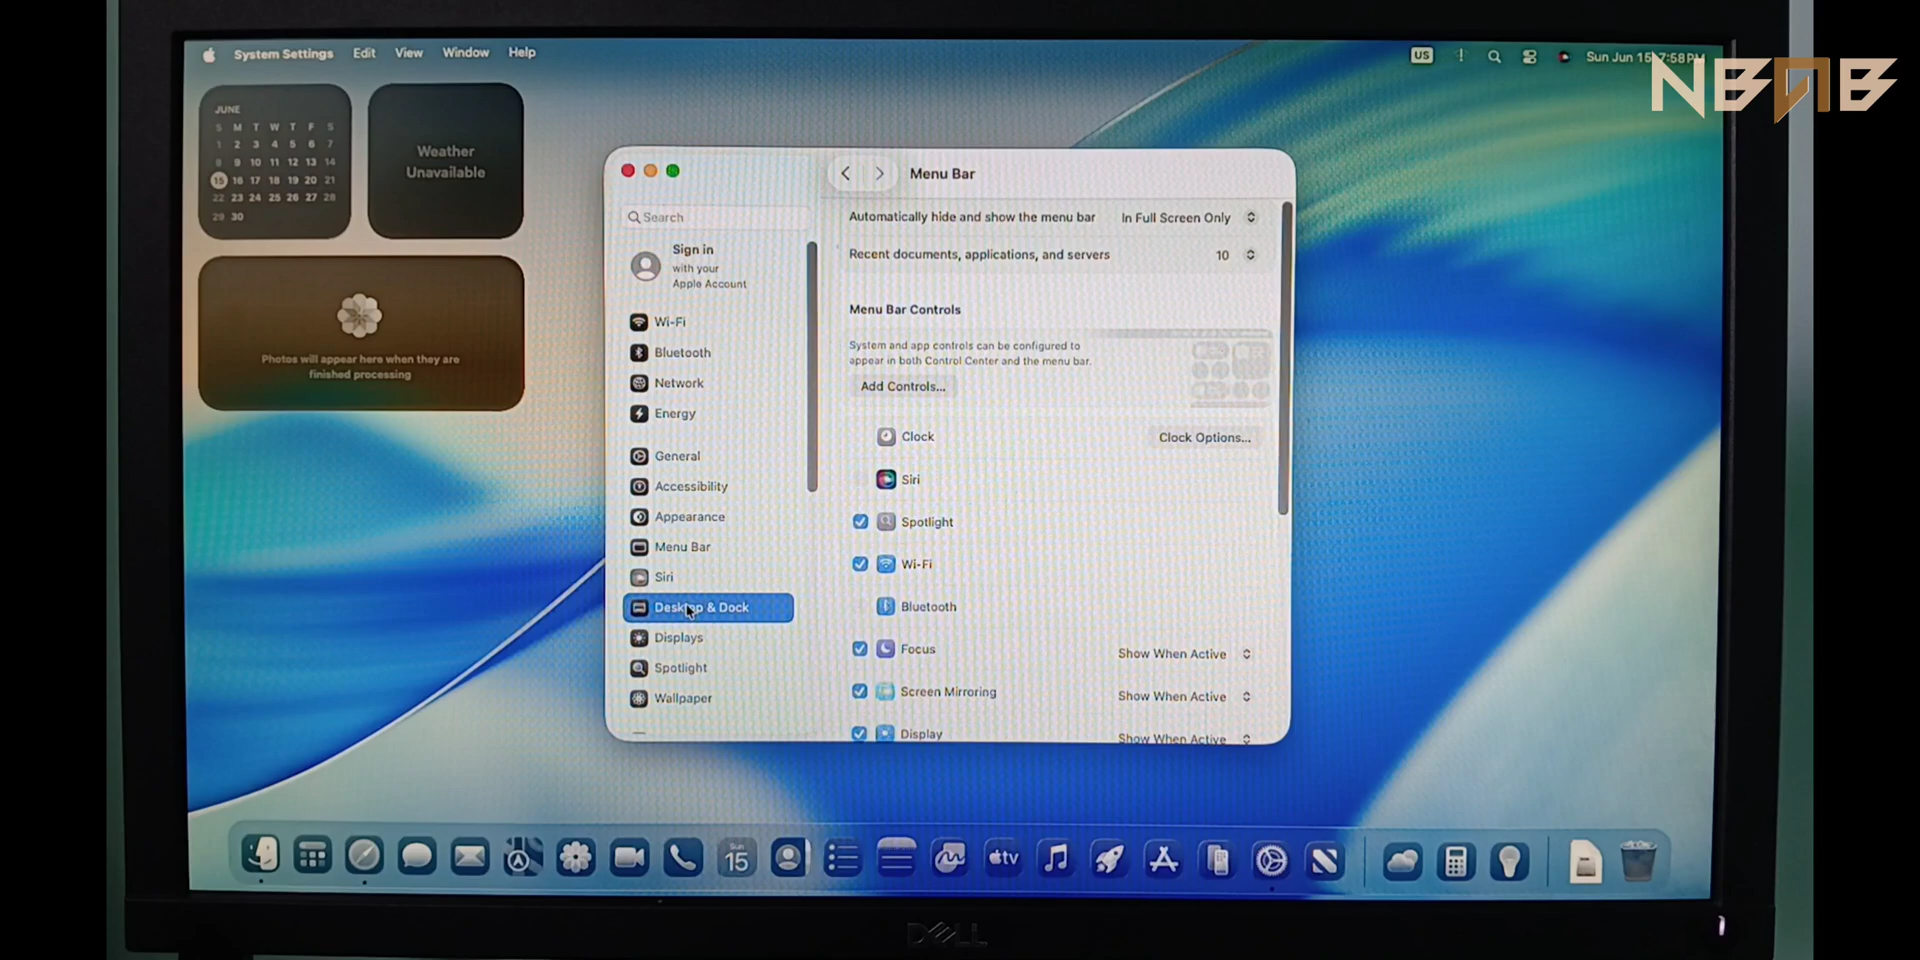 System Settings Edit View Window Help
US
Sun Jun 15 7:58PM
NBNB
JUNE
S M T W T F S
1 2 3 4 5 6 7
8 9 10 11 12 13 14
15 16 17 18 19 20 21
22 23 24 25 26 27 28
29 30
Weather
Unavailable
Photos will appear here when they are
finished processing
Search
Sign in
with your
Apple Account
Wi-Fi
Bluetooth
Network
Energy
General
Accessibility
Appearance
Menu Bar
Siri
Desktop & Dock
Displays
Spotlight
Wallpaper
Menu Bar
Automatically hide and show the menu bar In Full Screen Only
Recent documents, applications, and servers 10
Menu Bar Controls
System and app controls can be configured to
appear in both Control Center and the menu bar.
Add Controls...
Clock Clock Options...
Siri
Spotlight
Wi-Fi
Bluetooth
Focus Show When Active
Screen Mirroring Show When Active
Display Show When Active
Sun
15
tv
DELL